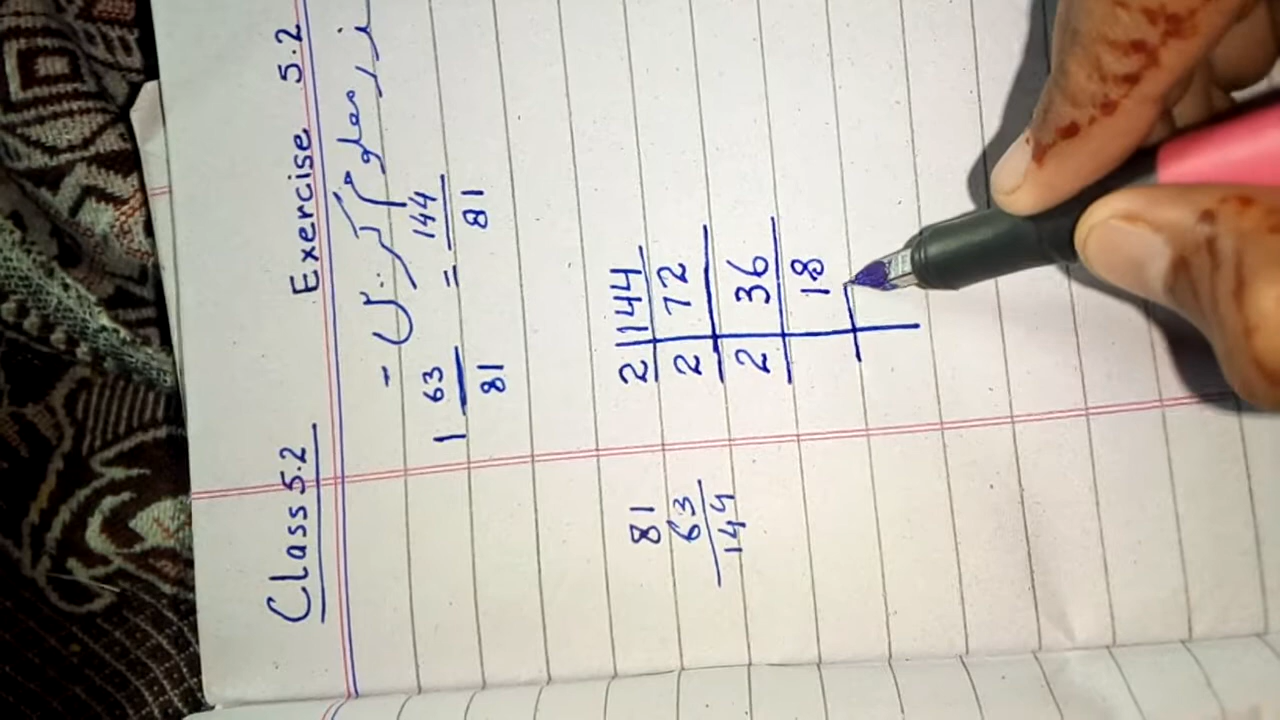 Class 5.2 Exercise 5.2
معلوم کریں۔
1 63/81 = 144/81
81
63
144
2 144
2 72
2 36
18